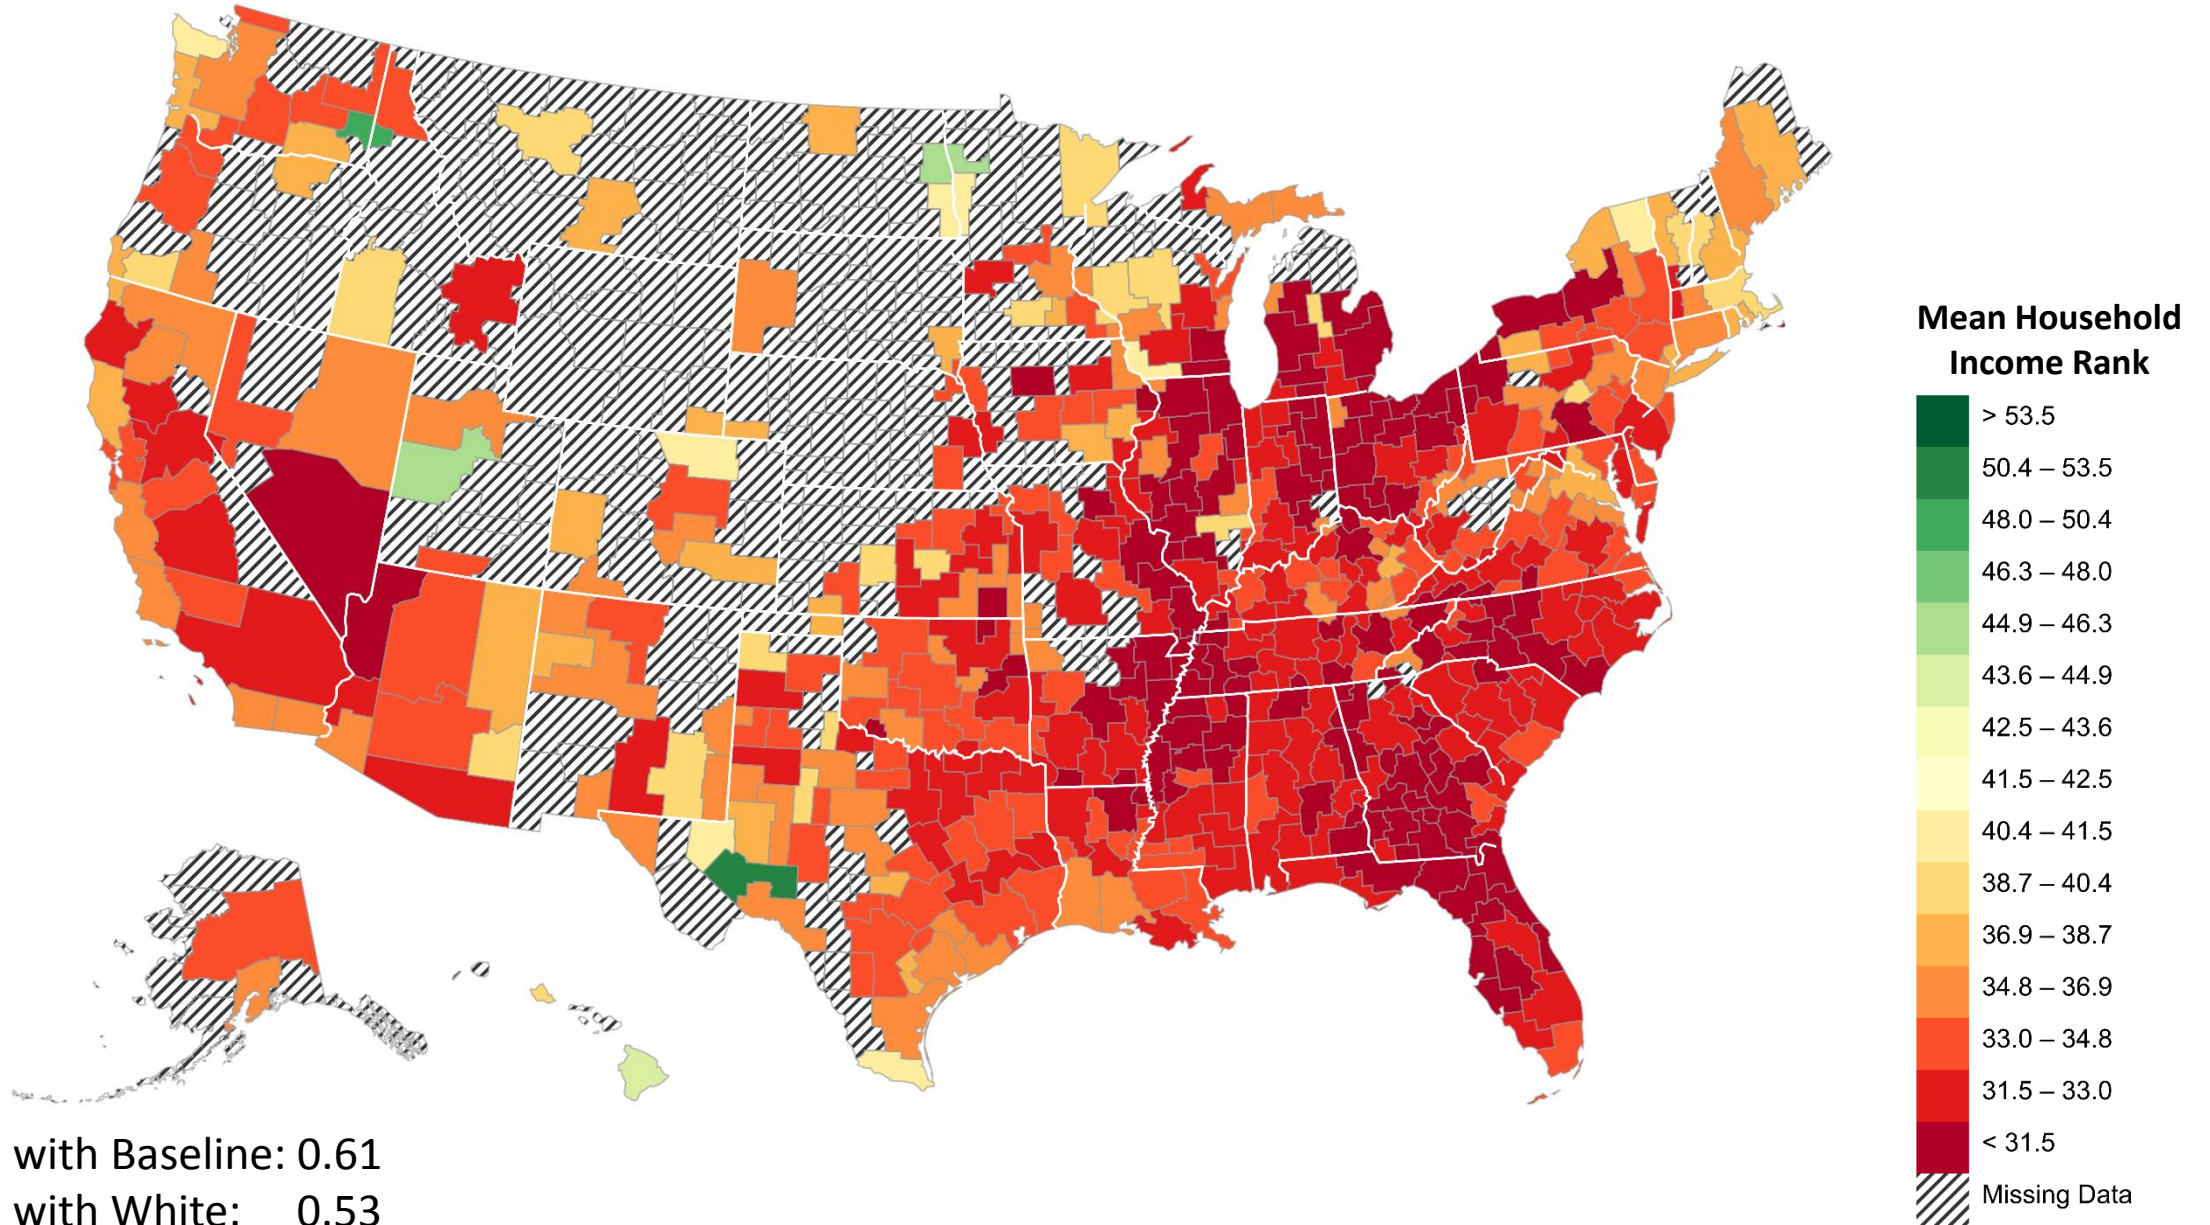 Mean Household
Income Rank
> 53.5
50.4 – 53.5
48.0 – 50.4
46.3 – 48.0
44.9 – 46.3
43.6 – 44.9
42.5 – 43.6
41.5 – 42.5
40.4 – 41.5
38.7 – 40.4
36.9 – 38.7
34.8 – 36.9
33.0 – 34.8
31.5 – 33.0
< 31.5
Missing Data
with Baseline: 0.61
with White: 0.53